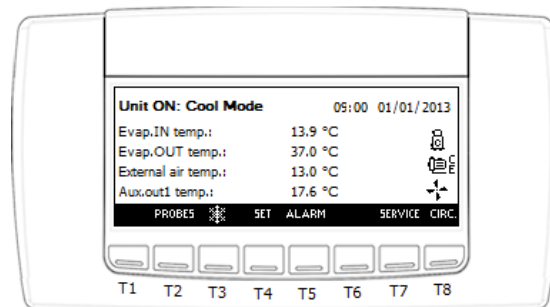 Unit ON: Cool Mode 09:00 01/01/2013
Evap.IN temp.: 13.9 °C
Evap.OUT temp.: 37.0 °C
C
E
External air temp.: 13.0 °C
Aux.out1 temp.: 17.6 °C
PROBES SET ALARM SERVICE CIRC.
T1 T2 T3 T4 T5 T6 T7 T8